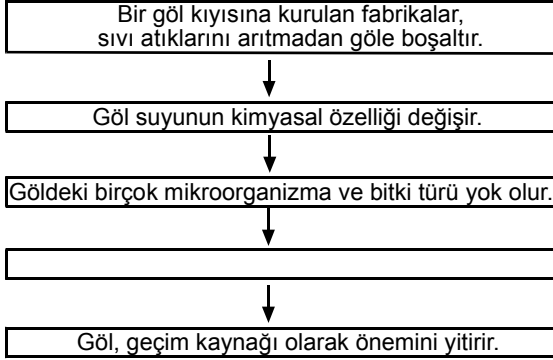 Bir göl kıyısına kurulan fabrikalar,
sıvı atıklarını arıtmadan göle boşaltır.
Göl suyunun kimyasal özelliği değişir.
Göldeki birçok mikroorganizma ve bitki türü yok olur.
Göl, geçim kaynağı olarak önemini yitirir.